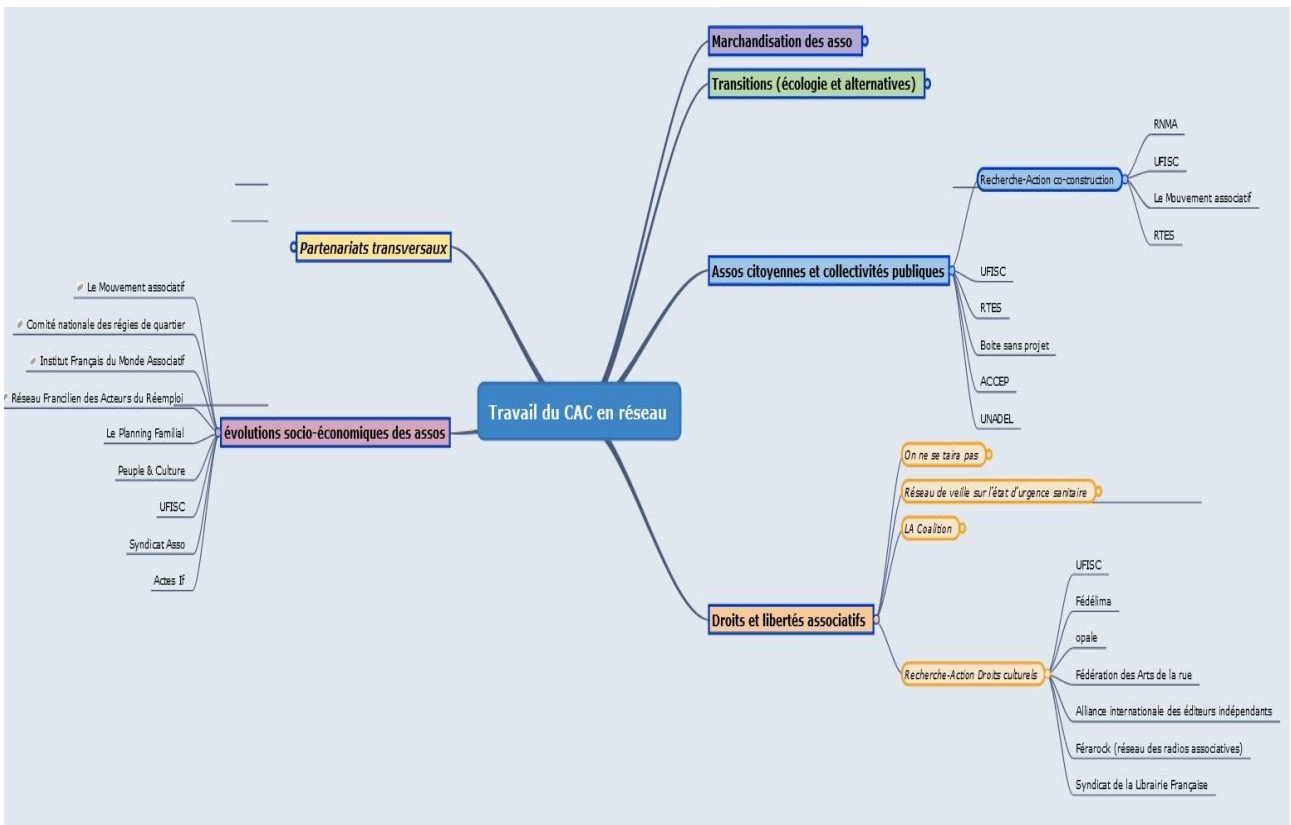 Marchandisation des asso
Transitions (écologie et alternatives)
RNMA
UFISC
Recherche-Action co-construction
Le Mouvement associatif
RTES
Partenariats transversaux
Assos citoyennes et collectivités publiques
UFISC
RTES
Boite sans projet
ACCEP
UNADEL
Le Mouvement associatif
Comité nationale des régies de quartier
Institut Français du Monde Associatif
Réseau Francilien des Acteurs du Réemploi
Le Planning Familial
Peuple & Culture
UFISC
Syndicat Asso
Actes If
évolutions socio-économiques des assos
Travail du CAC en réseau
On ne se taira pas
Réseau de veille sur l'état d'urgence sanitaire
LA Coalition
Droits et libertés associatifs
Recherche-Action Droits culturels
UFISC
Fédélima
opale
Fédération des Arts de la rue
Alliance internationale des éditeurs indépendants
Férarock (réseau des radios associatives)
Syndicat de la Librairie Française